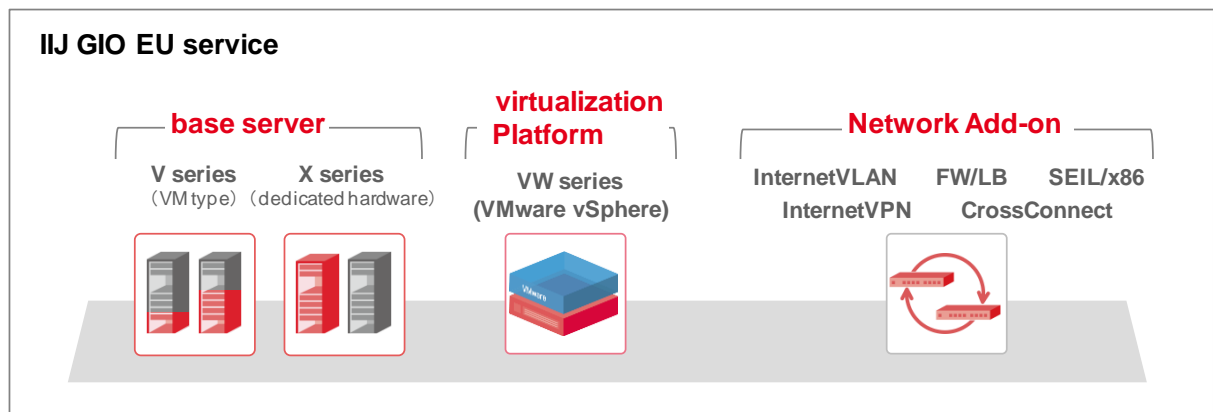 IIJ GIO EU service
base server
virtualization
Platform
Network Add-on
V series
（VM type）
X series
（dedicated hardware）
VW series
(VMware vSphere)
InternetVLAN FW/LB SEIL/x86
InternetVPN CrossConnect
VMware